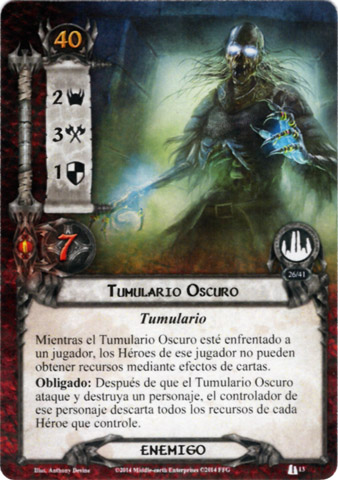 40
2
3
1
7
Tumulario Oscuro
26/41
Tumulario
Mientras el Tumulario Oscuro esté enfrentado a
un jugador, los Héroes de ese jugador no pueden
obtener recursos mediante efectos de cartas.
Obligado: Después de que el Tumulario Oscuro
ataque y destruya un personaje, el controlador de
ese personaje descarta todos los recursos de cada
Héroe que controle.
ENEMIGO
Illus. Anthony Devine
©2014 Middle-earth Enterprises ©2014 FFG
13